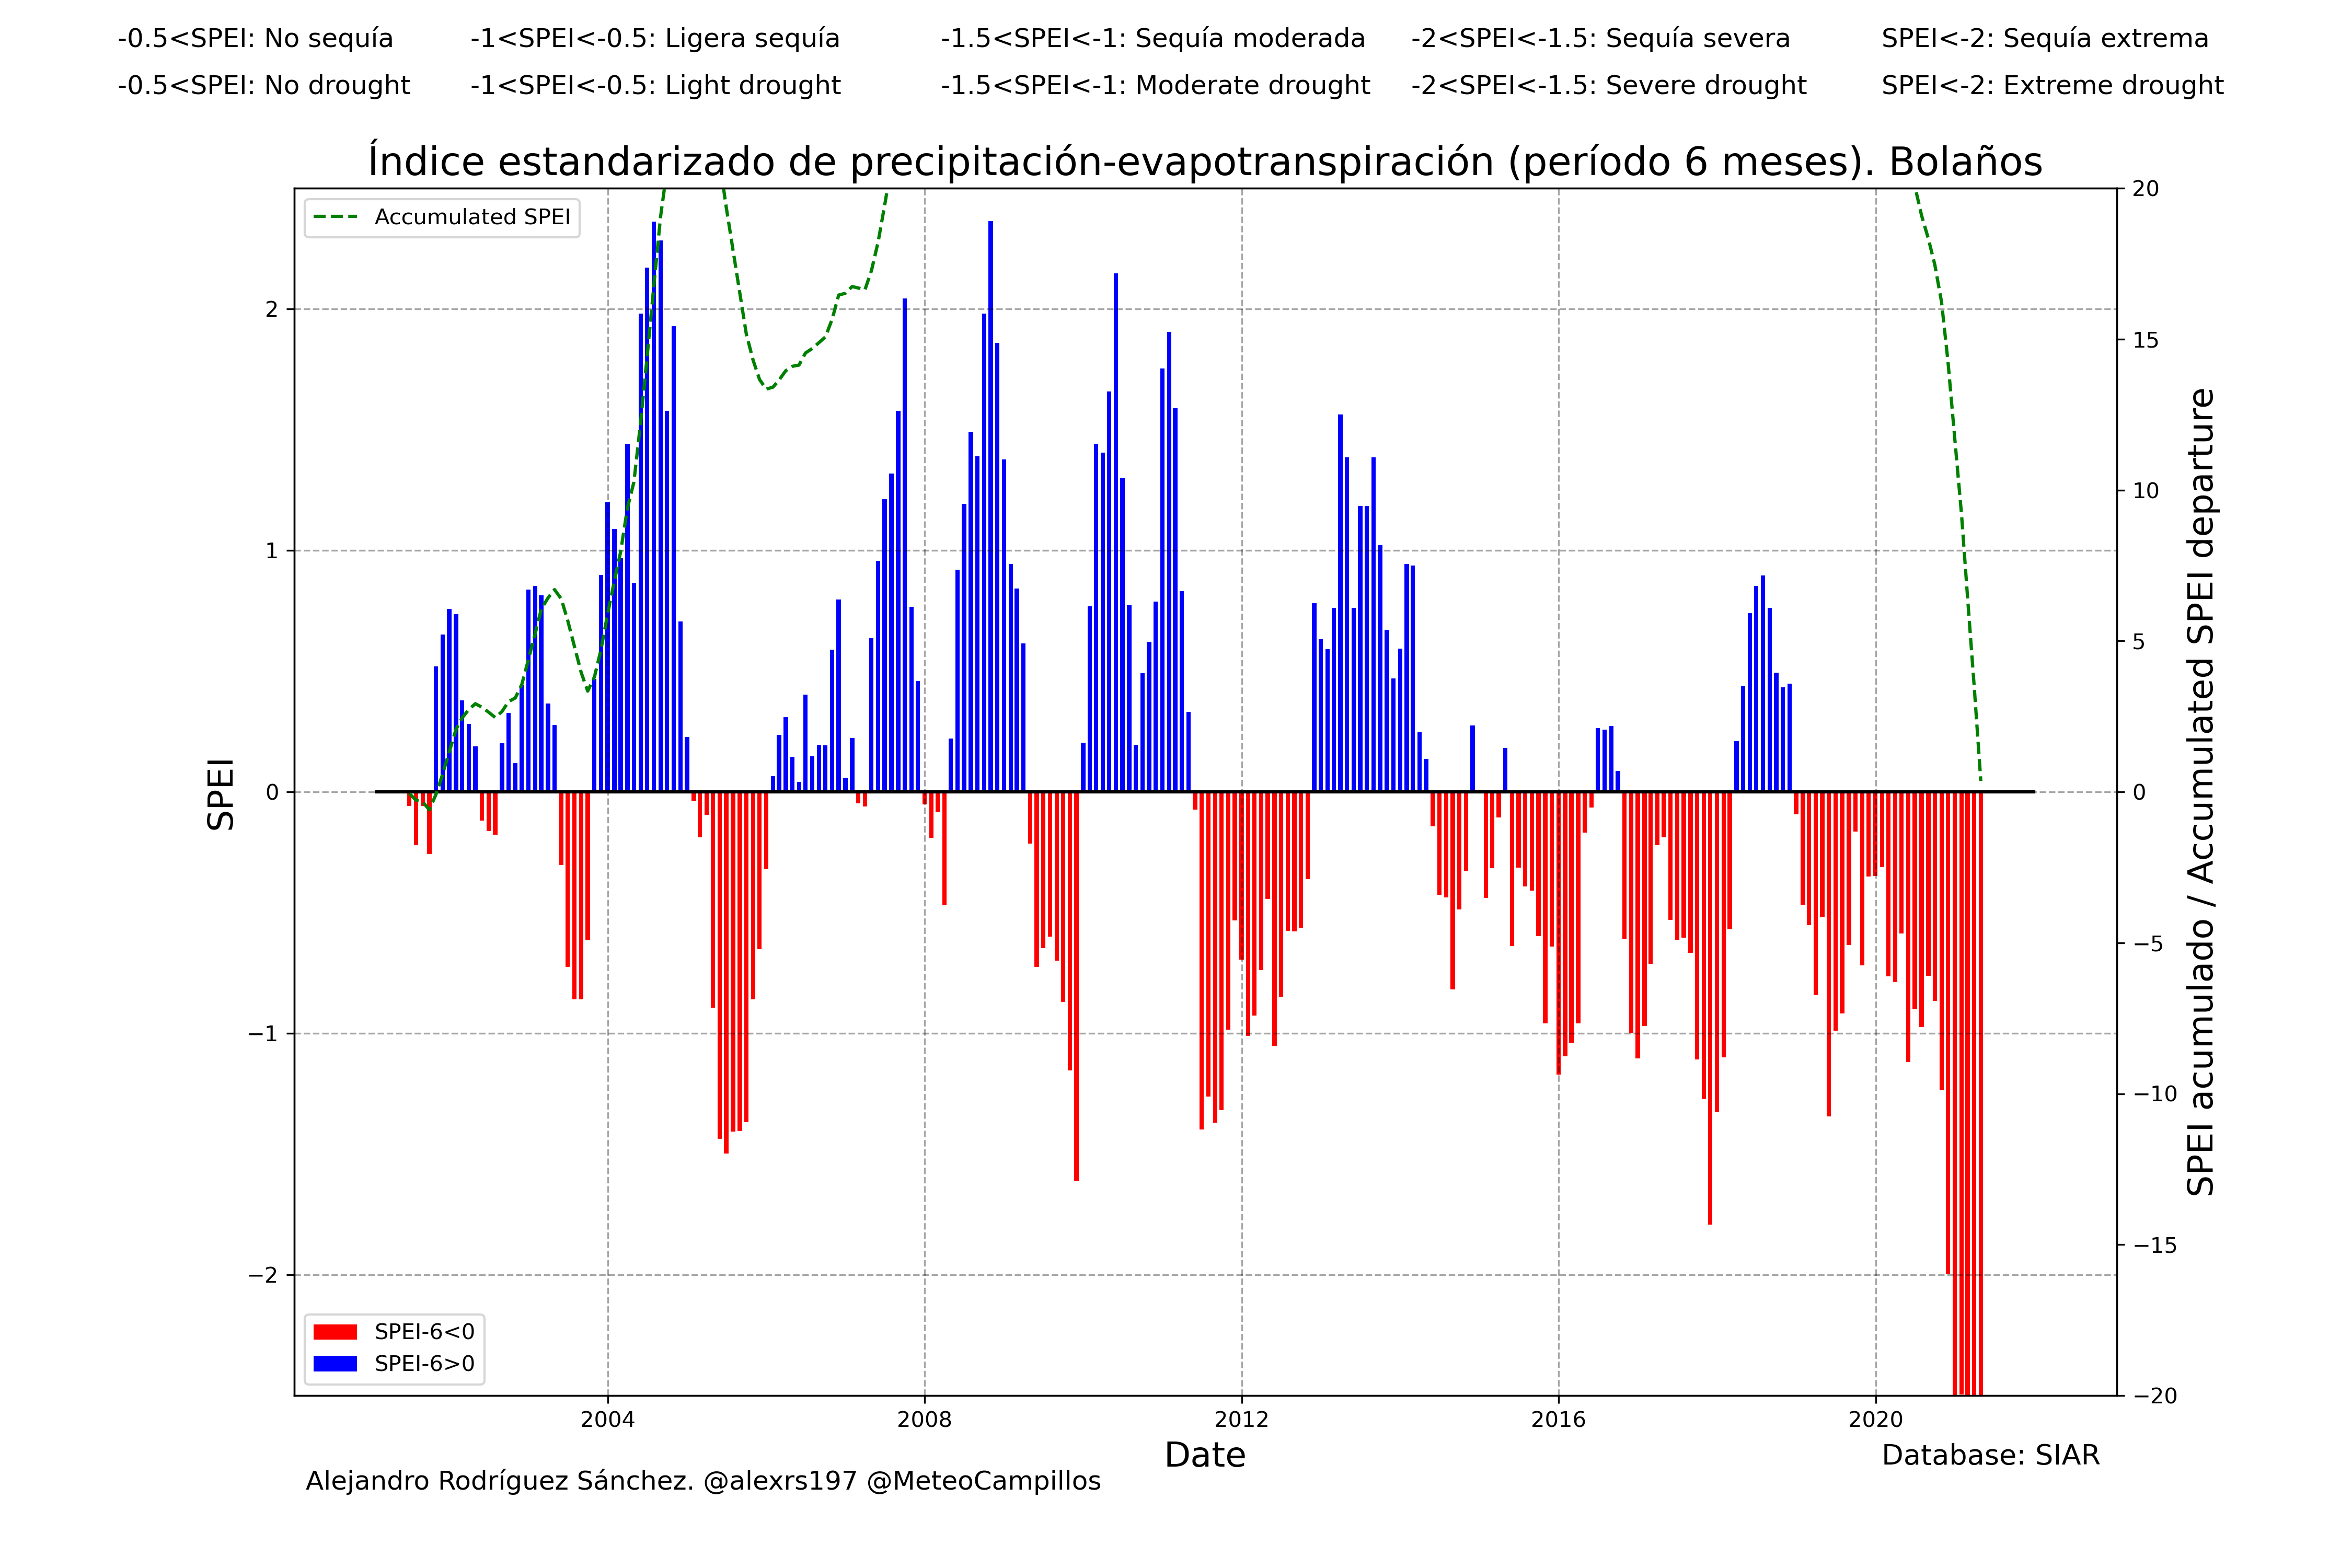 -0.5<SPEI: No sequía -1<SPEI<-0.5: Ligera sequía -1.5<SPEI<-1: Sequía moderada -2<SPEI<-1.5: Sequía severa SPEI<-2: Sequía extrema
-0.5<SPEI: No drought -1<SPEI<-0.5: Light drought -1.5<SPEI<-1: Moderate drought -2<SPEI<-1.5: Severe drought SPEI<-2: Extreme drought
Índice estandarizado de precipitación-evapotranspiración (período 6 meses). Bolaños
Accumulated SPEI
SPEI
2
1
0
−1
−2
20
15
10
5
0
−5
−10
−15
−20
SPEI acumulado / Accumulated SPEI departure
SPEI-6<0
SPEI-6>0
2004 2008 2012 2016 2020
Date
Database: SIAR
Alejandro Rodríguez Sánchez. @alexrs197 @MeteoCampillos